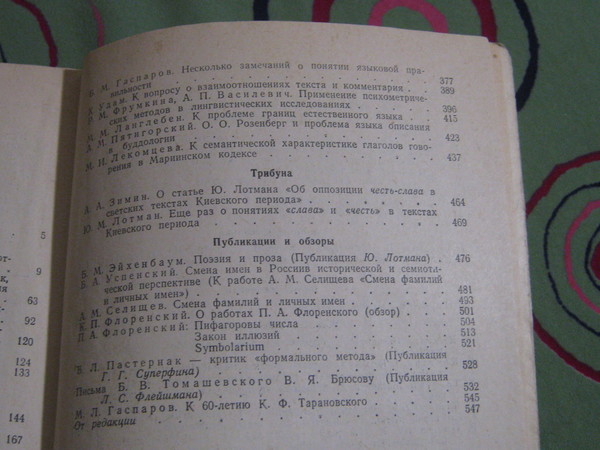 Б. М. Гаспаров. Несколько замечаний о понятии языковой пра-
вильности . . . . . . . . . . 377
Х. Удам. К вопросу о взаимоотношениях текста и комментария . . 389
Р. М. Фрумкина, А. П. Василевич. Применение психометриче-
ских методов в лингвистических исследованиях . . . . 396
М. М. Ланглебен. К проблеме границ естественного языка . . 415
А. М. Пятигорский. О. О. Розенберг и проблема языка описания
в буддологии . . . . . . . . . . 423
М. И. Лекомцева. К семантической характеристике глаголов гово-
рения в Мариинском кодексе . . . . . . . . 437
Трибуна
А. А. Зимин. О статье Ю. Лотмана «Об оппозиции честь-слава в
светских текстах Киевского периода» . . . . . . 464
Ю. М. Лотман. Еще раз о понятиях «слава» и «честь» в текстах
Киевского периода . . . . . . . . . . 469
Публикации и обзоры
Б. М. Эйхенбаум. Поэзия и проза (Публикация Ю. Лотмана) . 476
Б. А. Успенский. Смена имен в Россиив исторической и семиоти-
ческой перспективе (К работе А. М. Селищева «Смена фамилий
и личных имен») . . . . . . . . . . 481
А. М. Селищев. Смена фамилий и личных имен . . . . 493
К. П. Флоренский. О работах П. А. Флоренского (обзор) . . 501
П. А. Флоренский: Пифагоровы числа . . . . . . 504
Закон иллюзий . . . . . . 513
Symbolarium . . . . . . 521
Б. Л. Пастернак — критик «формального метода» (Публикация
Г. Г. Суперфина) . . . . . . . . . . 528
Письма Б. В. Томашевского В. Я. Брюсову (Публикация
Л. С. Флейшмана) . . . . . . . . . . 532
М. Л. Гаспаров. К 60-летию К. Ф. Тарановского . . . . 545
От редакции . . . . . . . . . . 547
5
9
63
92
120
124
133
144
167